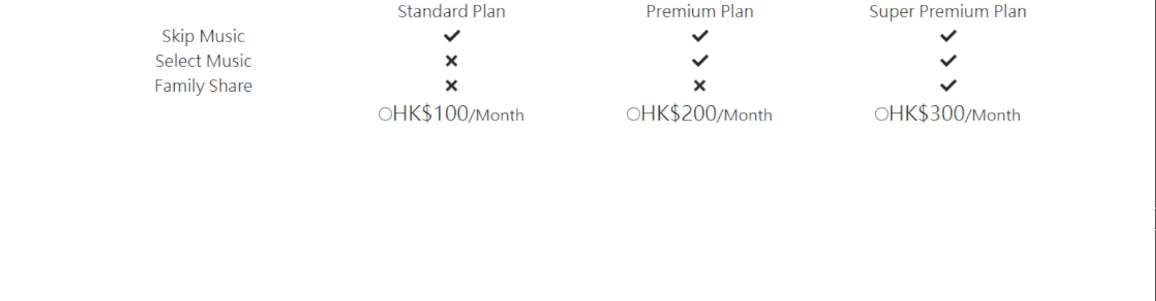 Standard Plan Premium Plan Super Premium Plan
Skip Music ✔ ✔ ✔
Select Music ✖ ✔ ✔
Family Share ✖ ✖ ✔
HK$100/Month HK$200/Month HK$300/Month